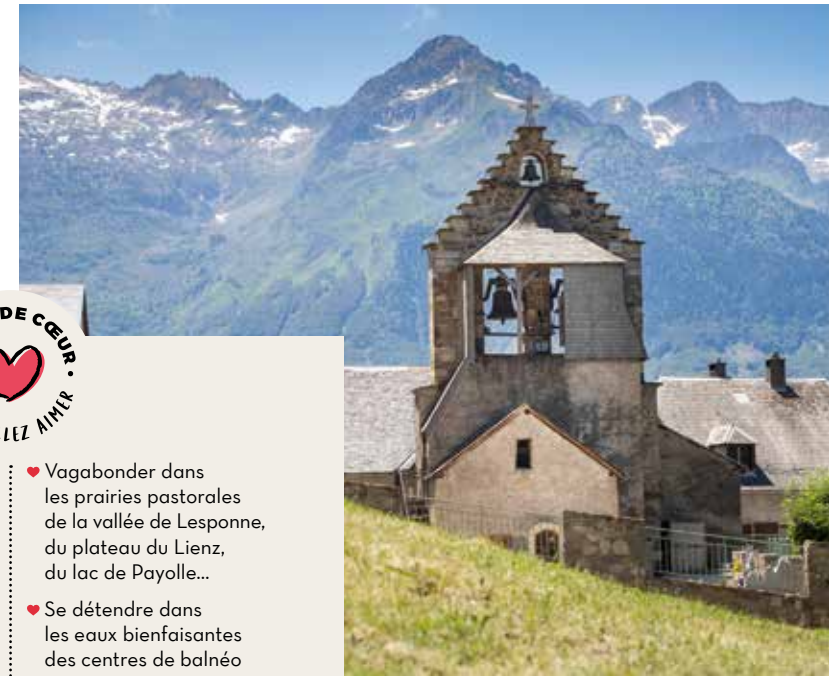 DE CŒUR •
AIMER
Vagabonder dans
les prairies pastorales
de la vallée de Lesponne,
du plateau du Lienz,
du lac de Payolle...
Se détendre dans
les eaux bienfaisantes
des centres de balnéo